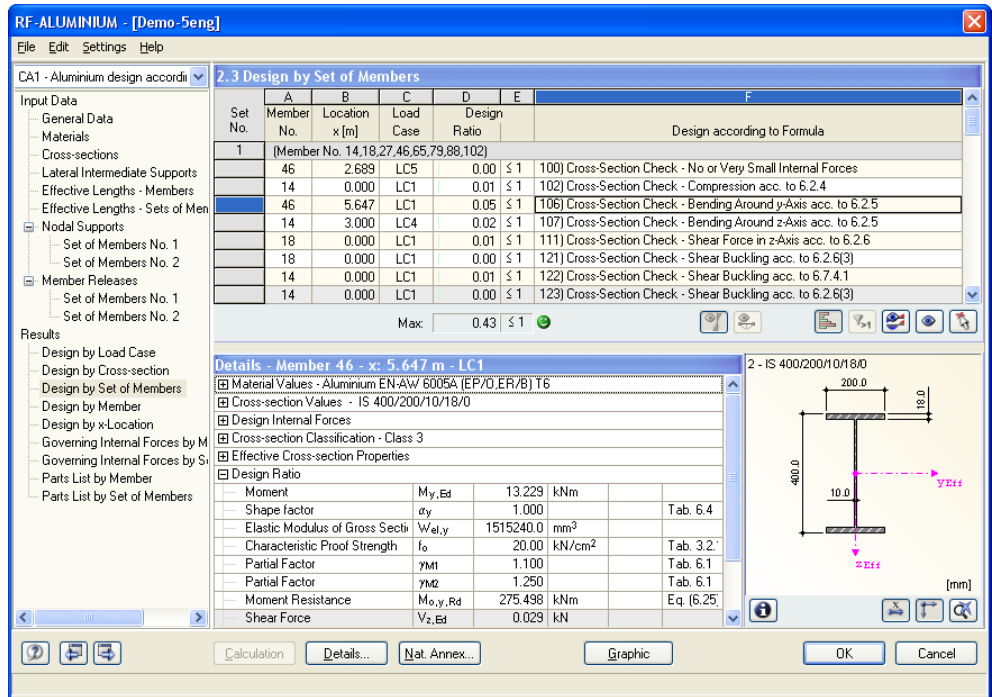 RF-ALUMINIUM - [Demo-5eng]
File Edit Settings Help
CA1 - Aluminium design accordi
Input Data
General Data
Materials
Cross-sections
Lateral Intermediate Supports
Effective Lengths - Members
Effective Lengths - Sets of Men
Nodal Supports
Set of Members No. 1
Set of Members No. 2
Member Releases
Set of Members No. 1
Set of Members No. 2
Results
Design by Load Case
Design by Cross-section
Design by Set of Members
Design by Member
Design by x-Location
Governing Internal Forces by M
Governing Internal Forces by S
Parts List by Member
Parts List by Set of Members
2.3 Design by Set of Members
A B C D E F
Set No. Member No. Location x [m] Load Case Design Ratio Design according to Formula
1 (Member No. 14,18,27,46,65,79,88,102)
46 2.689 LC5 0.00 ≤ 1 100) Cross-Section Check - No or Very Small Internal Forces
14 0.000 LC1 0.01 ≤ 1 102) Cross-Section Check - Compression acc. to 6.2.4
46 5.647 LC1 0.05 ≤ 1 106) Cross-Section Check - Bending Around y-Axis acc. to 6.2.5
14 3.000 LC4 0.02 ≤ 1 107) Cross-Section Check - Bending Around z-Axis acc. to 6.2.5
18 0.000 LC1 0.01 ≤ 1 111) Cross-Section Check - Shear Force in z-Axis acc. to 6.2.6
18 0.000 LC1 0.00 ≤ 1 121) Cross-Section Check - Shear Buckling acc. to 6.2.6(3)
14 0.000 LC1 0.01 ≤ 1 122) Cross-Section Check - Shear Buckling acc. to 6.7.4.1
14 0.000 LC1 0.00 ≤ 1 123) Cross-Section Check - Shear Buckling acc. to 6.2.6(3)
Max: 0.43 ≤ 1
>1
Details - Member 46 - x: 5.647 m - LC1
Material Values - Aluminium EN-AW 6005A (EP/O,ER/B) T6
Cross-section Values - IS 400/200/10/18/0
Design Internal Forces
Cross-section Classification - Class 3
Effective Cross-section Properties
Design Ratio
Moment My,Ed 13.229 kNm
Shape factor αy 1.000 Tab. 6.4
Elastic Modulus of Gross Secti Wel,y 1515240.0 mm3
Characteristic Proof Strength fo 20.00 kN/cm2 Tab. 3.2.
Partial Factor γM1 1.100 Tab. 6.1
Partial Factor γM2 1.250 Tab. 6.1
Moment Resistance Mo,y,Rd 275.498 kNm Eq. (6.25
Shear Force Vz,Ed 0.029 kN
2 - IS 400/200/10/18/0
200.0
18.0
400.0
10.0
yEff
zEff
[mm]
Calculation Details... Nat. Annex... Graphic OK Cancel